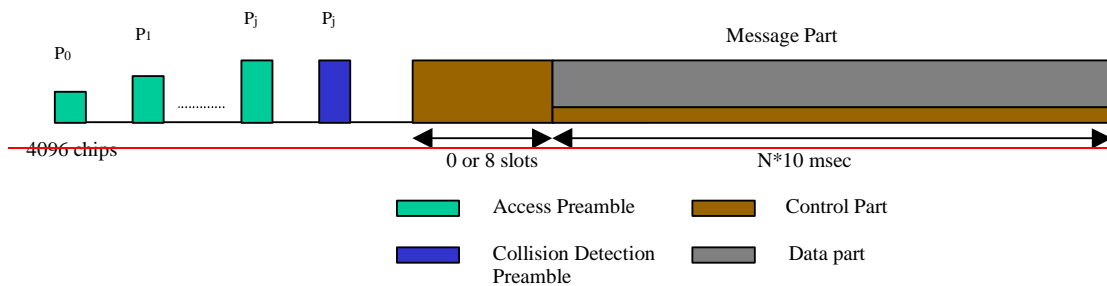 P0 P1 Pj Pj Message Part
.............
4096 chips
0 or 8 slots N*10 msec
Access Preamble Control Part
Collision Detection Preamble Data part